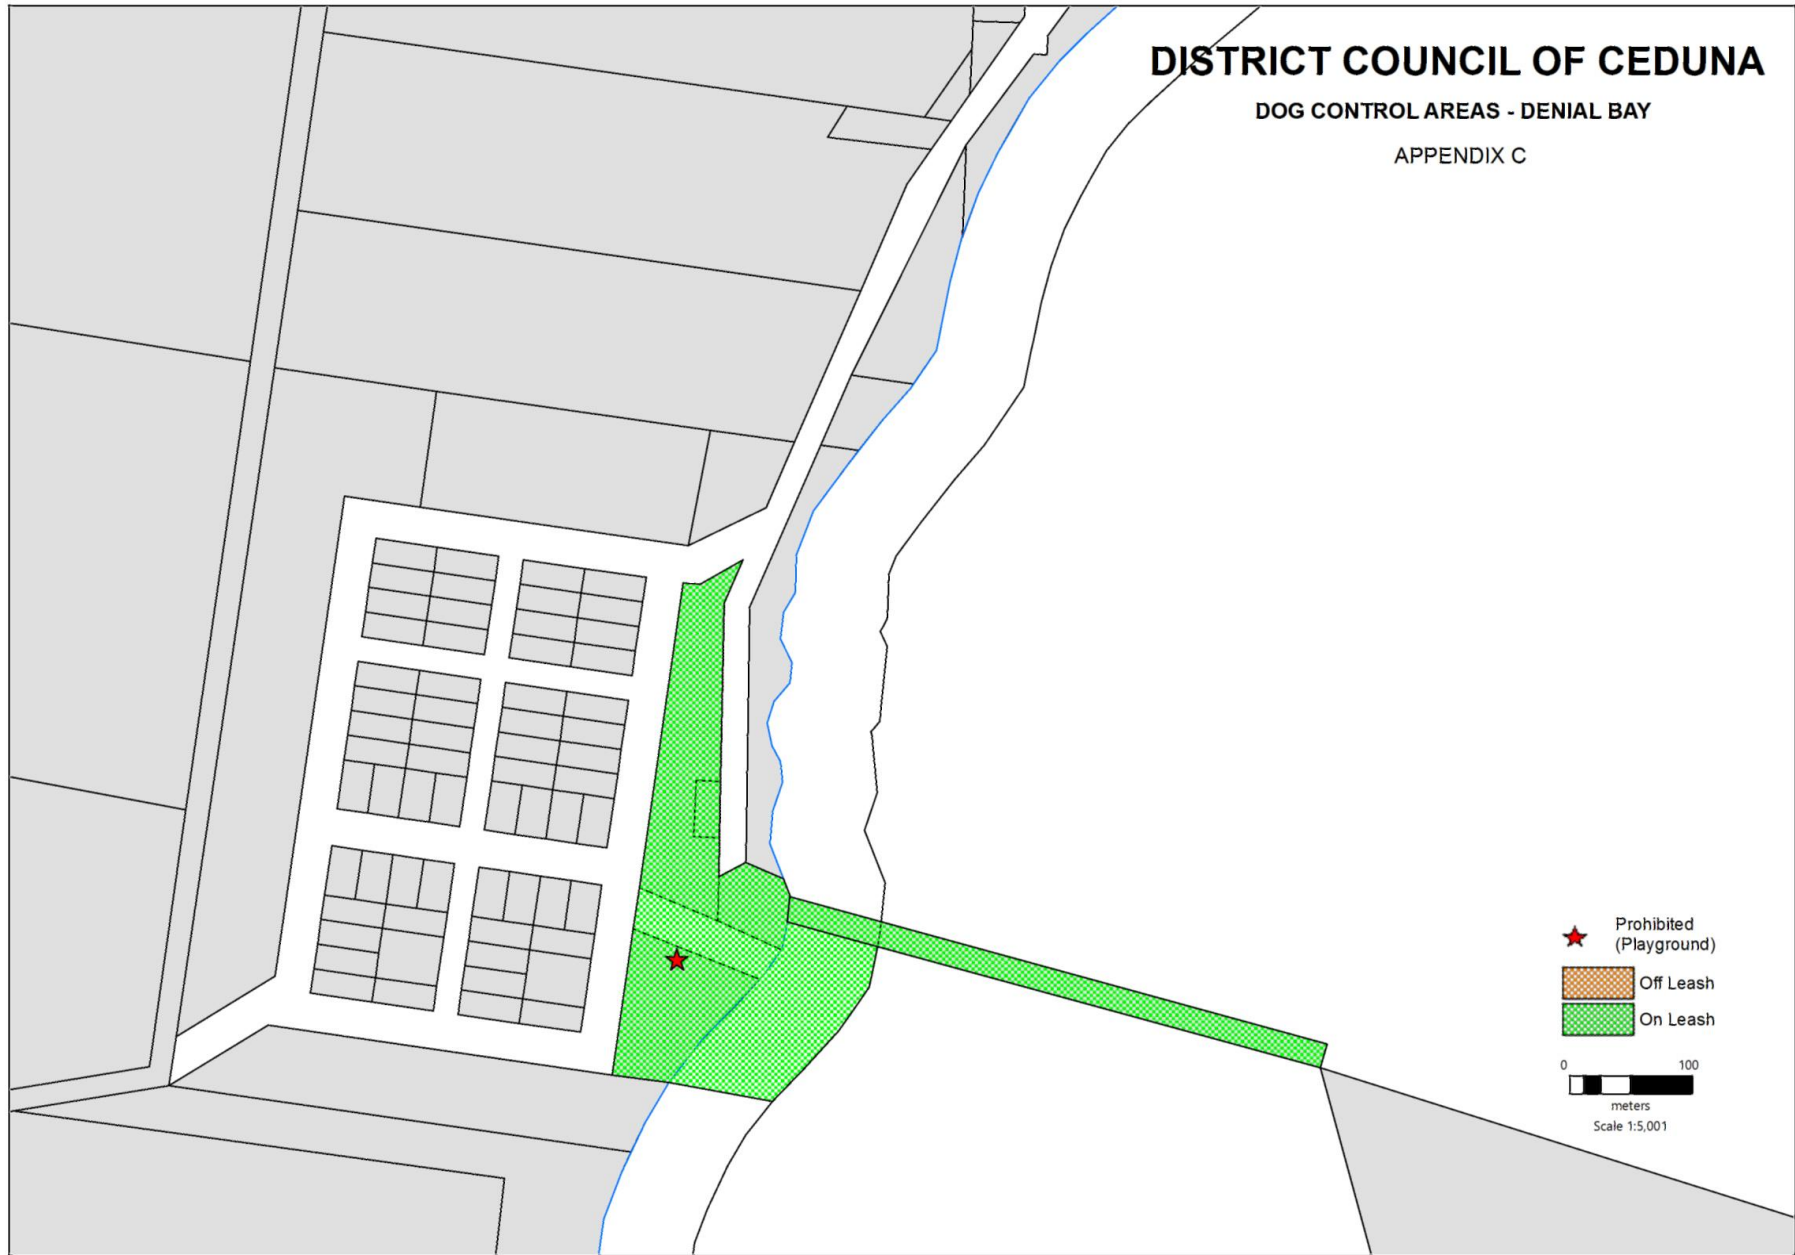 DISTRICT COUNCIL OF CEDUNA
DOG CONTROL AREAS - DENIAL BAY
APPENDIX C
Prohibited
(Playground)
Off Leash
On Leash
0 100
meters
Scale 1:5,001